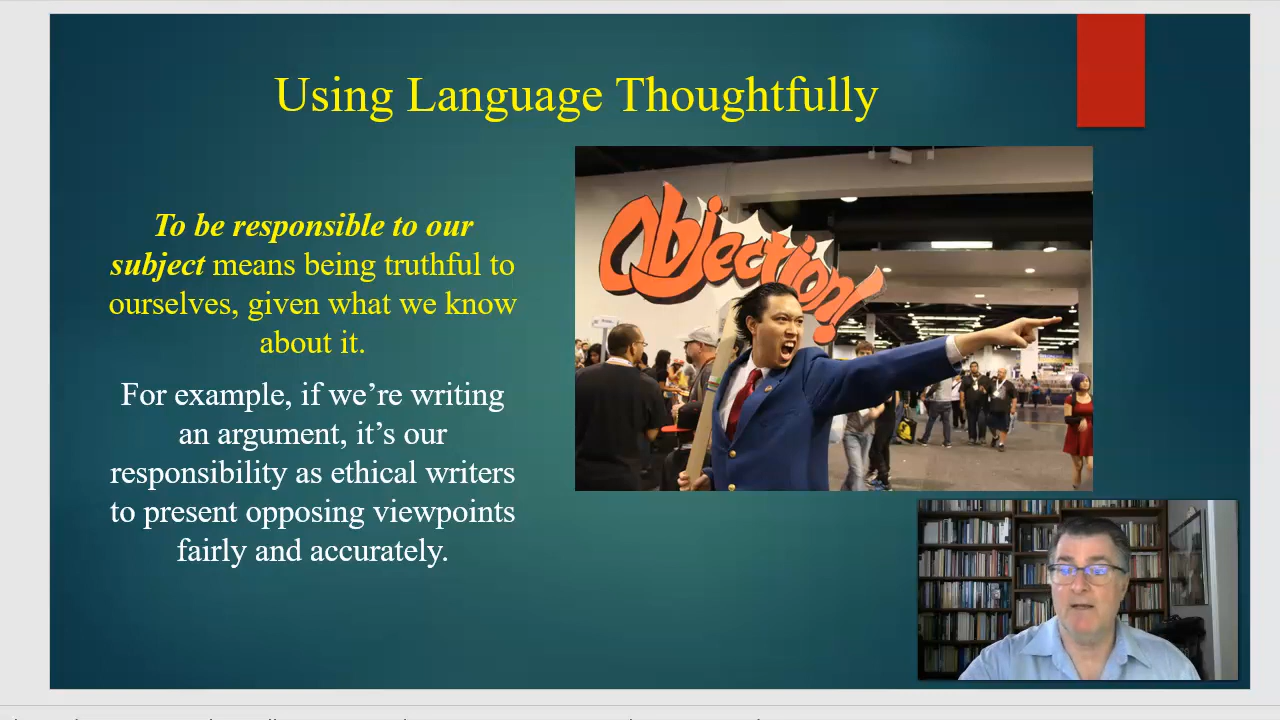 Using Language Thoughtfully
To be responsible to our
subject means being truthful to
ourselves, given what we know
about it.
For example, if we’re writing
an argument, it’s our
responsibility as ethical writers
to present opposing viewpoints
fairly and accurately.
Objection!